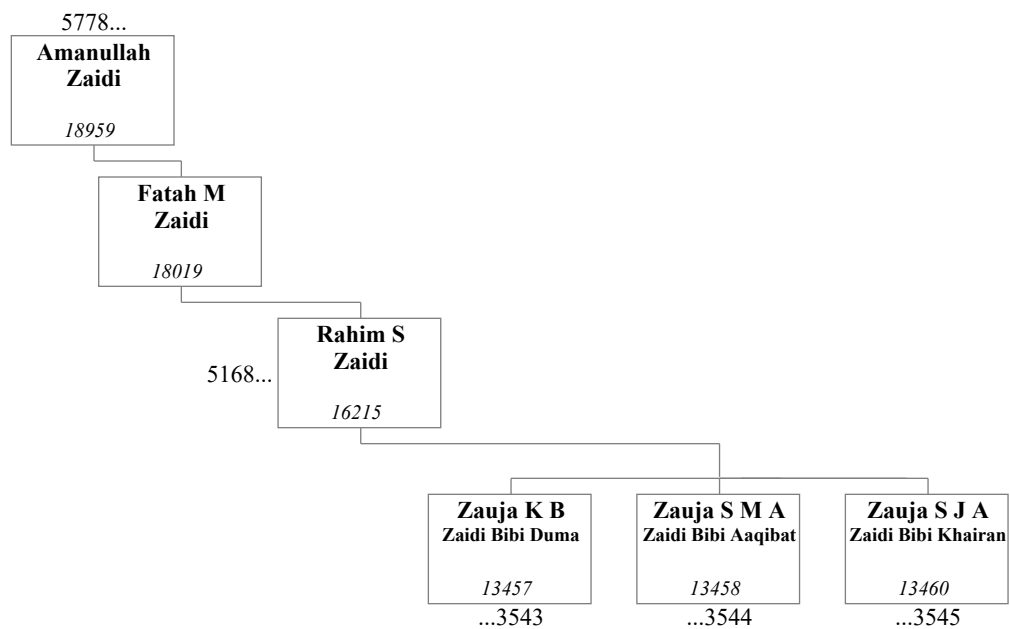 5778...
Amanullah
Zaidi
18959
Fatah M
Zaidi
18019
Rahim S
Zaidi
5168...
16215
Zauja K B
Zaidi Bibi Duma
13457
...3543
Zauja S M A
Zaidi Bibi Aaqibat
13458
...3544
Zauja S J A
Zaidi Bibi Khairan
13460
...3545